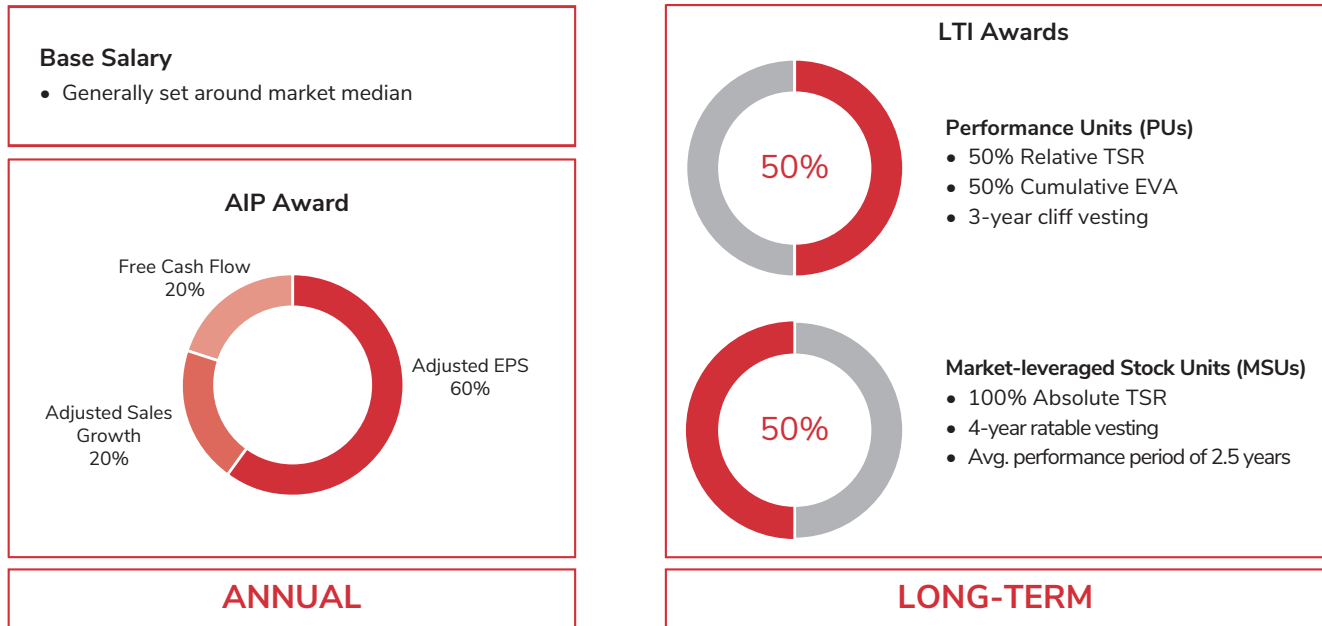 Base Salary
• Generally set around market median
AIP Award
Free Cash Flow
20%
Adjusted EPS
60%
Adjusted Sales
Growth
20%
ANNUAL
LTI Awards
50%
Performance Units (PUs)
• 50% Relative TSR
• 50% Cumulative EVA
• 3-year cliff vesting
50%
Market-leveraged Stock Units (MSUs)
• 100% Absolute TSR
• 4-year ratable vesting
• Avg. performance period of 2.5 years
LONG-TERM